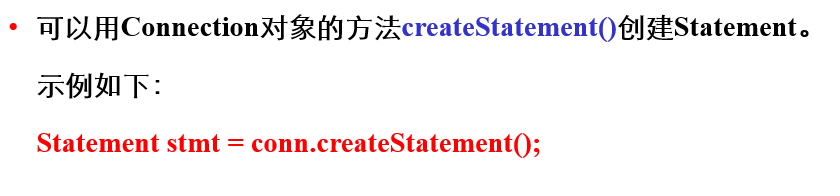 • 可以用Connection对象的方法createStatement()创建Statement。
示例如下：
Statement stmt = conn.createStatement();